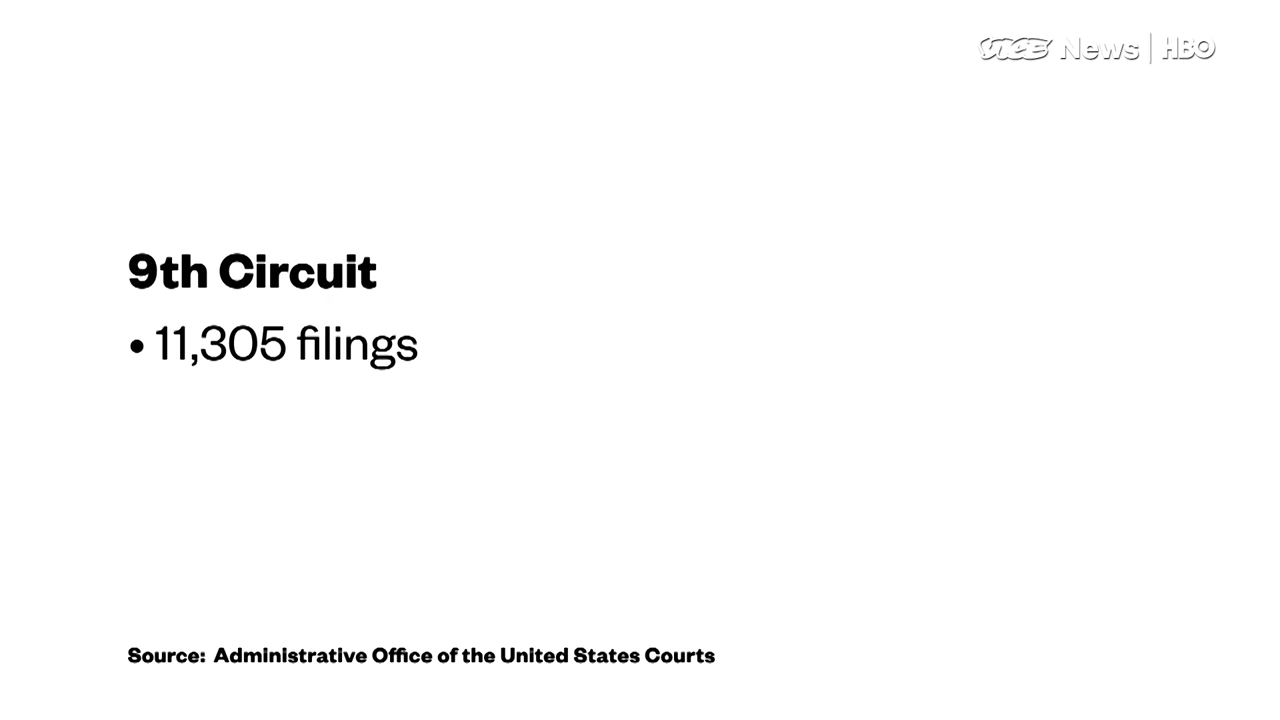 VICE News | HBO
9th Circuit
• 11,305 filings
Source: Administrative Office of the United States Courts